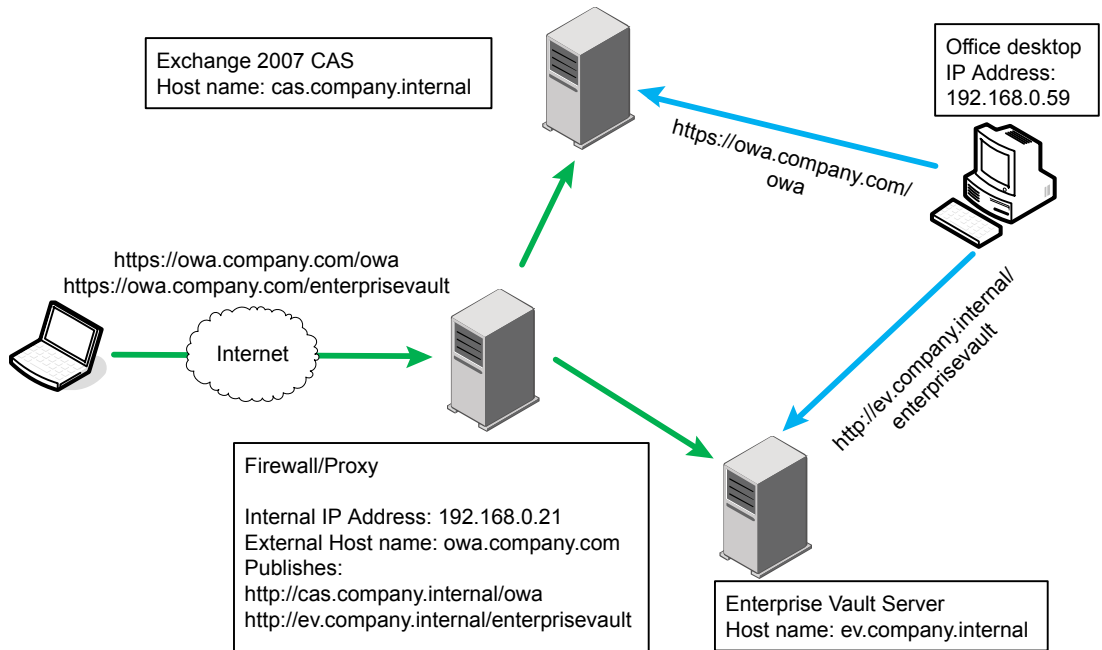 Exchange 2007 CAS
Host name: cas.company.internal
Office desktop
IP Address:
192.168.0.59
https://owa.company.com/
owa
https://owa.company.com/owa
https://owa.company.com/enterprisevault
Internet
http://ev.company.internal/
enterprisevault
Firewall/Proxy
Internal IP Address: 192.168.0.21
External Host name: owa.company.com
Publishes:
http://cas.company.internal/owa
http://ev.company.internal/enterprisevault
Enterprise Vault Server
Host name: ev.company.internal